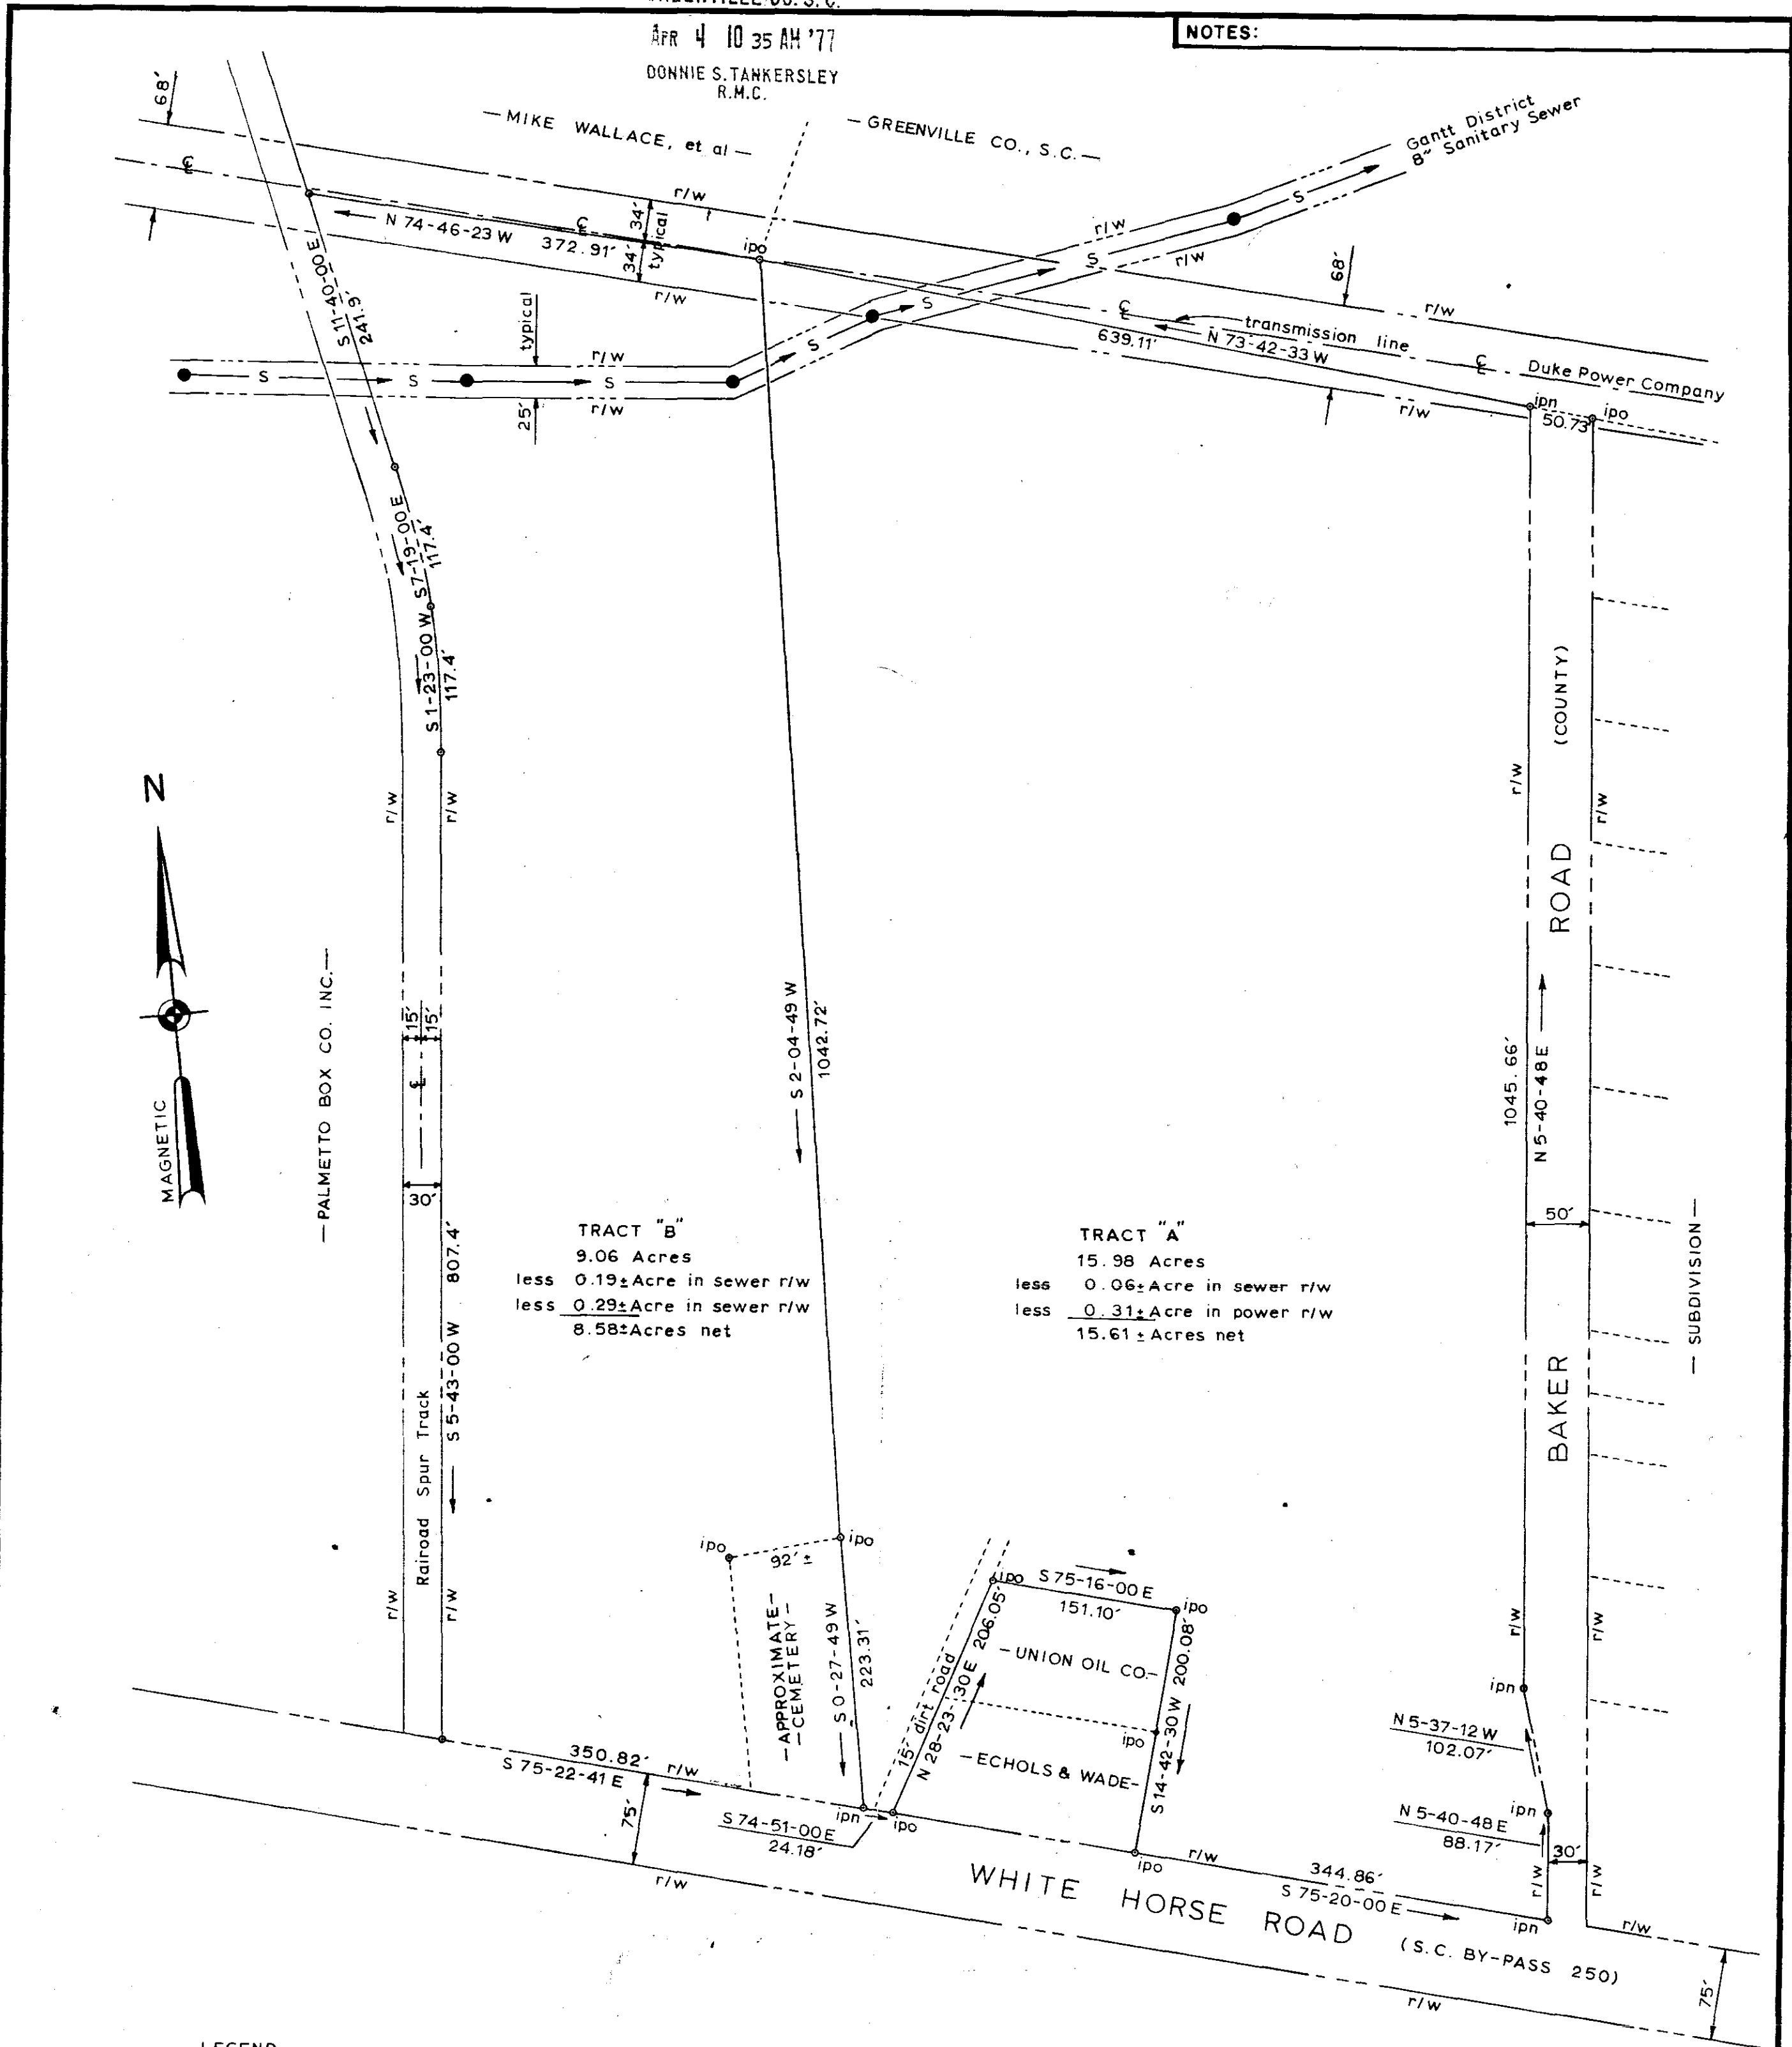 APR 4 10 35 AM '77
DONNIE S. TANKERSLEY
R.M.C.
NOTES:
68'
— MIKE WALLACE, et al —
— GREENVILLE CO., S.C. —
Gantt District
8" Sanitary Sewer
℄
r/w
34'
34'
typical
N 74-46-23 W
372.91'
℄
r/w
ipo
r/w
S
S
r/w
S
r/w
68'
r/w
℄
transmission line
N 73-42-33 W
639.11'
℄
Duke Power Company
r/w
ipn
50.73'
ipo
S 11-40-00 E
241.9'
typical
r/w
S
S
S
S
S
r/w
25'
S 7-19-00 E
117.4'
S 1-23-00 W
117.4'
r/w
r/w
N
MAGNETIC
— PALMETTO BOX CO. INC. —
15'
15'
℄
30'
S 5-43-00 W 807.4'
Rairoad Spur Track
r/w
r/w
S 2-04-49 W
1042.72'
(COUNTY)
r/w
r/w
BAKER ROAD
1045.66'
N 5-40-48 E
50'
— SUBDIVISION —
TRACT "B"
9.06 Acres
less 0.19± Acre in sewer r/w
less 0.29± Acre in sewer r/w
8.58± Acres net
TRACT "A"
15.98 Acres
less 0.06± Acre in sewer r/w
less 0.31± Acre in power r/w
15.61 ± Acres net
ipo
92' ±
ipo
— APPROXIMATE —
— CEMETERY —
S 0-27-49 W
223.31'
15' dirt road
N 28-23-30 E 206.05'
ipo
S 75-16-00 E
151.10'
ipo
— UNION OIL CO. —
ipo
— ECHOLS & WADE —
S 14-42-30 W 200.08'
r/w
r/w
ipn
N 5-37-12 W
102.07'
ipn
N 5-40-48 E
88.17'
30'
r/w
r/w
350.82'
r/w
S 75-22-41 E
75'
ipn
ipo
S 74-51-00 E
24.18'
ipo
r/w
344.86'
S 75-20-00 E
ipn
r/w
r/w
WHITE HORSE ROAD (S.C. BY-PASS 250)
r/w
75'